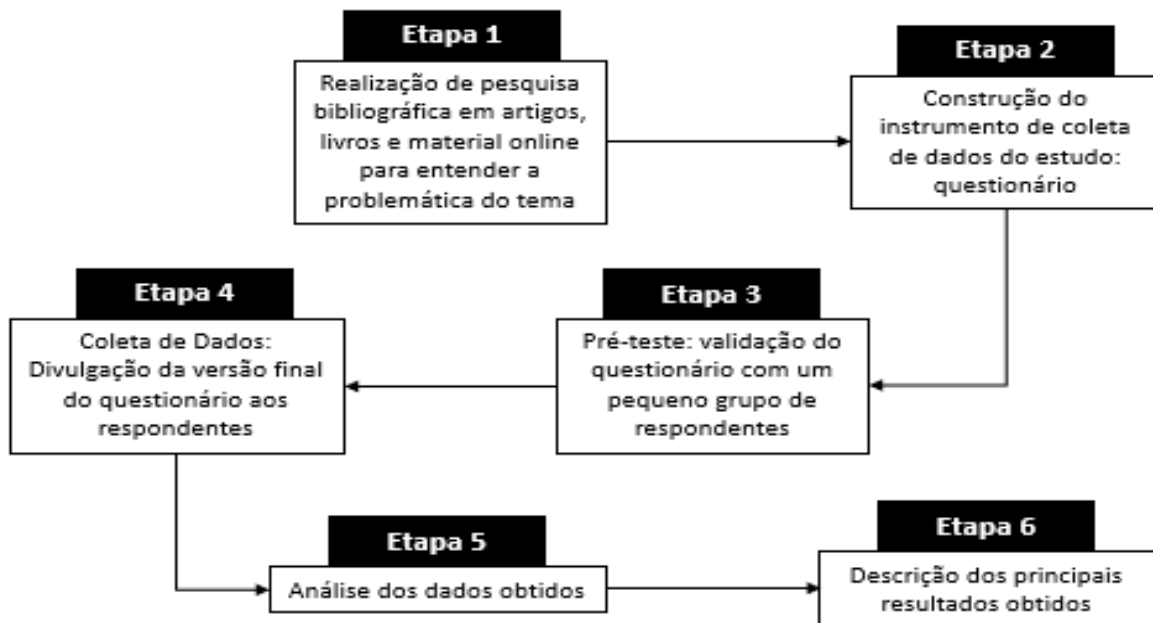 Etapa 1
Realização de pesquisa
bibliográfica em artigos,
livros e material online
para entender a
problemática do tema
Etapa 2
Construção do
instrumento de coleta
de dados do estudo:
questionário
Etapa 3
Pré-teste: validação do
questionário com um
pequeno grupo de
respondentes
Etapa 4
Coleta de Dados:
Divulgação da versão final
do questionário aos
respondentes
Etapa 5
Análise dos dados obtidos
Etapa 6
Descrição dos principais
resultados obtidos